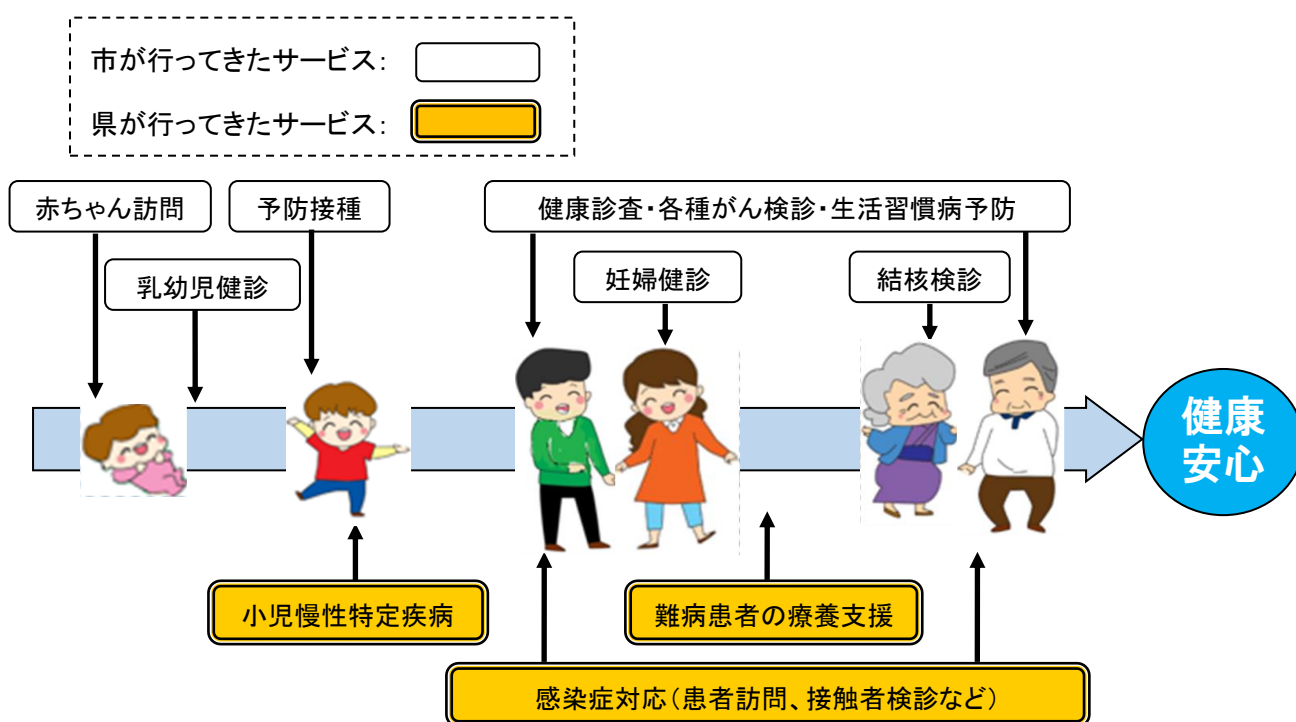 市が行ってきたサービス：
県が行ってきたサービス：
赤ちゃん訪問
予防接種
健康診査・各種がん検診・生活習慣病予防
乳幼児健診
妊婦健診
結核検診
健康
安心
小児慢性特定疾病
難病患者の療養支援
感染症対応（患者訪問、接触者検診など）